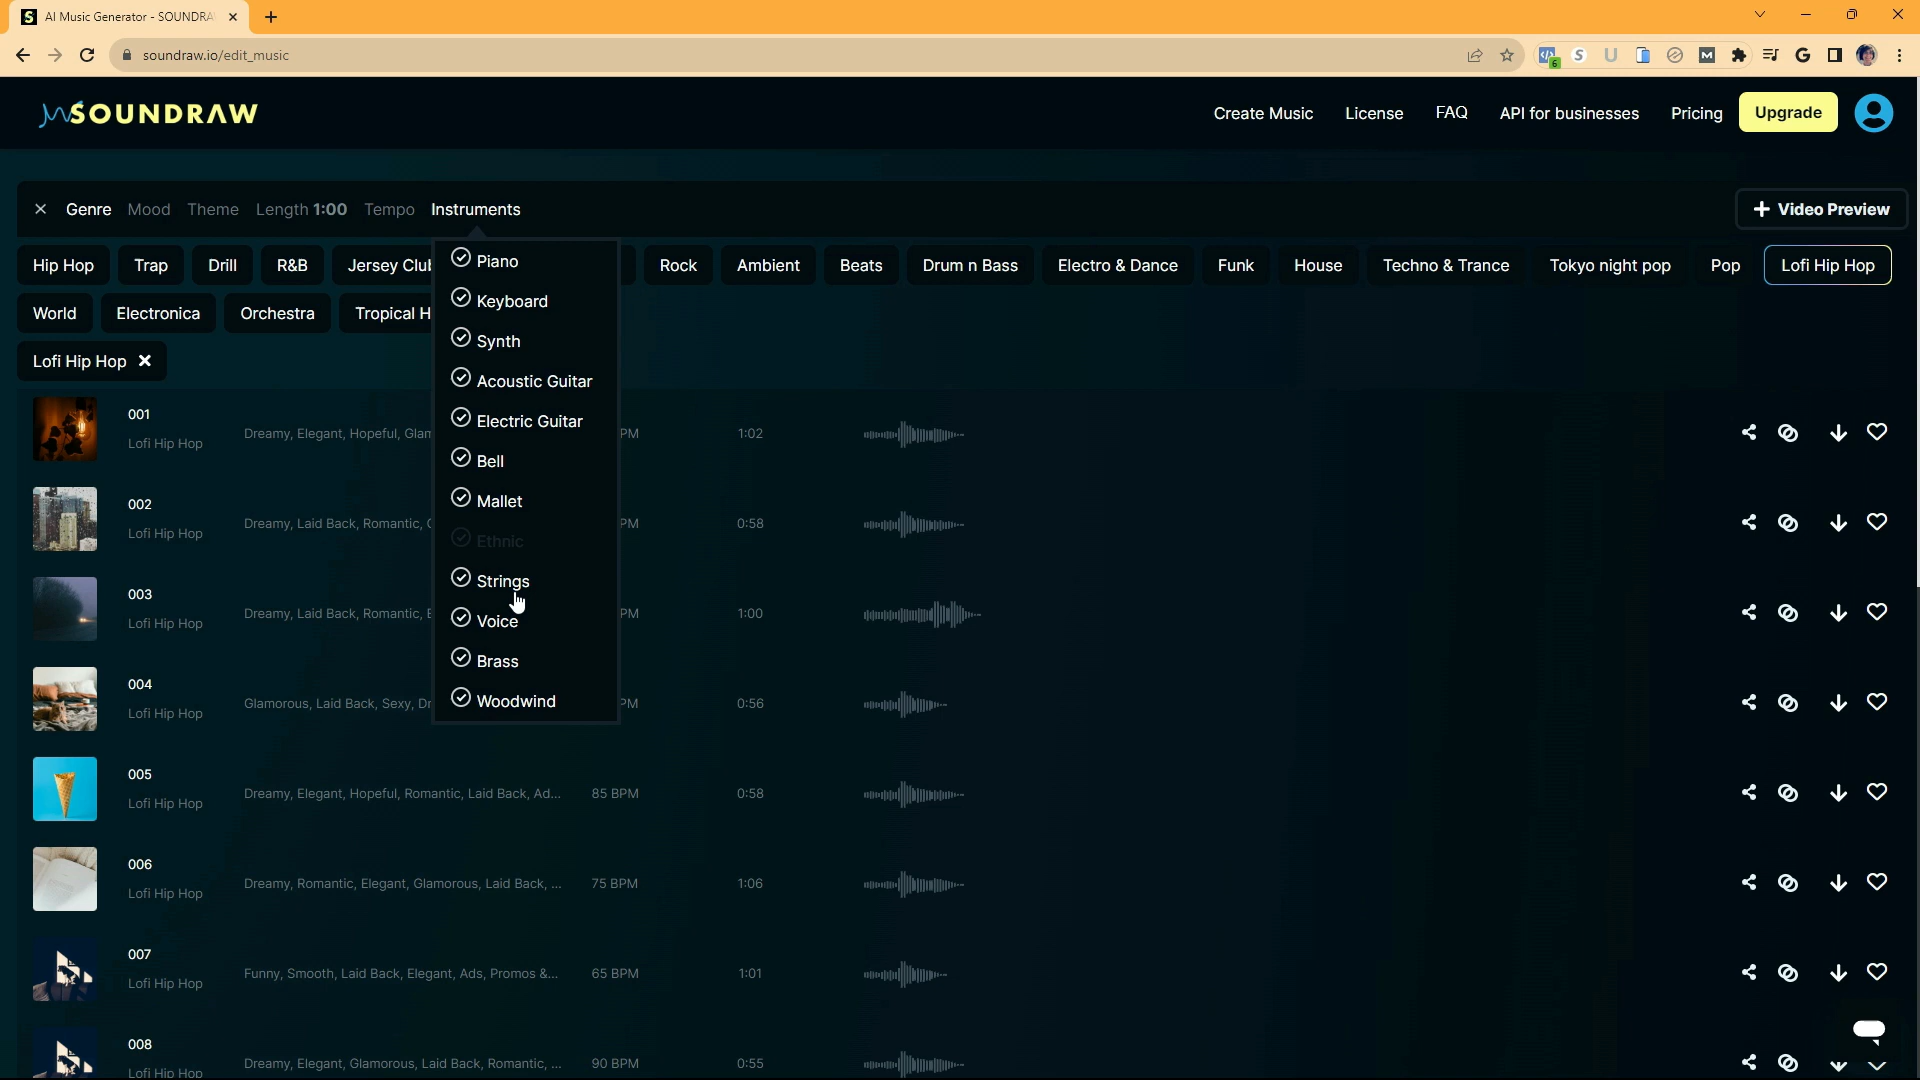 AI Music Generator - SOUNDRA
soundraw.io/edit_music
6
SOUNDRAW
Create Music License FAQ API for businesses Pricing Upgrade
Genre Mood Theme Length 1:00 Tempo Instruments
+ Video Preview
Hip Hop Trap Drill R&B Jersey Clu Rock Ambient Beats Drum n Bass Electro & Dance Funk House Techno & Trance Tokyo night pop Pop Lofi Hip Hop
World Electronica Orchestra Tropical H
Lofi Hip Hop
Piano
Keyboard
Synth
Acoustic Guitar
Electric Guitar
Bell
Mallet
Ethnic
Strings
Voice
Brass
Woodwind
001
Lofi Hip Hop
Dreamy, Elegant, Hopeful, Glam PM 1:02
002
Lofi Hip Hop
Dreamy, Laid Back, Romantic, PM 0:58
003
Lofi Hip Hop
Dreamy, Laid Back, Romantic, E PM 1:00
004
Lofi Hip Hop
Glamorous, Laid Back, Sexy, Dr PM 0:56
005
Lofi Hip Hop
Dreamy, Elegant, Hopeful, Romantic, Laid Back, Ad... 85 BPM 0:58
006
Lofi Hip Hop
Dreamy, Romantic, Elegant, Glamorous, Laid Back, ... 75 BPM 1:06
007
Lofi Hip Hop
Funny, Smooth, Laid Back, Elegant, Ads, Promos &... 65 BPM 1:01
008
Lofi Hip Hop
Dreamy, Elegant, Glamorous, Laid Back, Romantic, ... 90 BPM 0:55